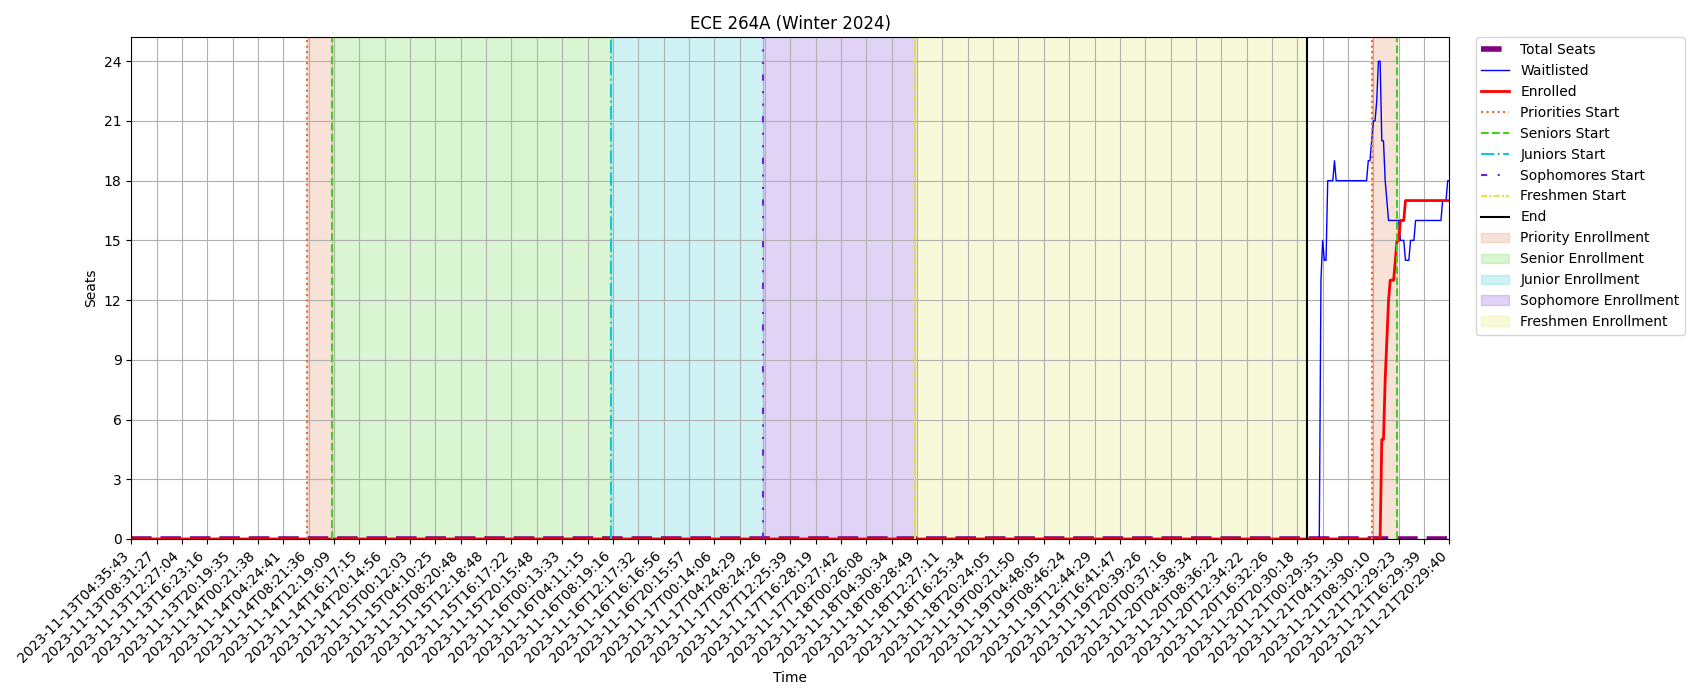 ECE 264A (Winter 2024)
Seats
24
21
18
15
12
9
6
3
0
2023-11-13T04:35:43
2023-11-13T08:31:27
2023-11-13T12:27:04
2023-11-13T16:23:16
2023-11-13T20:19:35
2023-11-14T00:21:38
2023-11-14T04:24:41
2023-11-14T08:21:36
2023-11-14T12:19:09
2023-11-14T16:17:15
2023-11-14T20:14:56
2023-11-15T00:12:03
2023-11-15T04:10:25
2023-11-15T08:20:48
2023-11-15T12:18:48
2023-11-15T16:17:22
2023-11-15T20:15:48
2023-11-16T00:13:33
2023-11-16T04:11:15
2023-11-16T08:19:16
2023-11-16T12:17:32
2023-11-16T16:16:56
2023-11-16T20:15:57
2023-11-17T00:14:06
2023-11-17T04:24:29
2023-11-17T08:24:26
2023-11-17T12:25:39
2023-11-17T16:28:19
2023-11-17T20:27:42
2023-11-18T00:26:08
2023-11-18T04:30:34
2023-11-18T08:28:49
2023-11-18T12:27:11
2023-11-18T16:25:34
2023-11-18T20:24:05
2023-11-19T00:21:50
2023-11-19T04:48:05
2023-11-19T08:46:24
2023-11-19T12:44:29
2023-11-19T16:41:47
2023-11-19T20:39:26
2023-11-20T00:37:16
2023-11-20T04:38:34
2023-11-20T08:36:22
2023-11-20T12:34:22
2023-11-20T16:32:26
2023-11-20T20:30:18
2023-11-21T00:29:35
2023-11-21T04:31:30
2023-11-21T08:30:10
2023-11-21T12:29:23
2023-11-21T16:29:39
2023-11-21T20:29:40
Time
Total Seats
Waitlisted
Enrolled
Priorities Start
Seniors Start
Juniors Start
Sophomores Start
Freshmen Start
End
Priority Enrollment
Senior Enrollment
Junior Enrollment
Sophomore Enrollment
Freshmen Enrollment